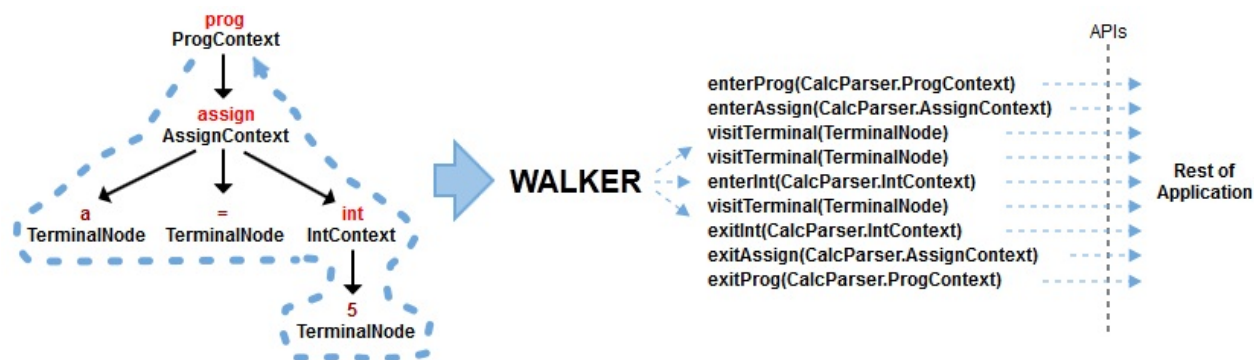 prog
ProgContext
assign
AssignContext
a
TerminalNode
=
TerminalNode
int
IntContext
5
TerminalNode
WALKER
APIs
enterProg(CalcParser.ProgContext)
enterAssign(CalcParser.AssignContext)
visitTerminal(TerminalNode)
visitTerminal(TerminalNode)
enterInt(CalcParser.IntContext)
visitTerminal(TerminalNode)
exitInt(CalcParser.IntContext)
exitAssign(CalcParser.AssignContext)
exitProg(CalcParser.ProgContext)
Rest of
Application